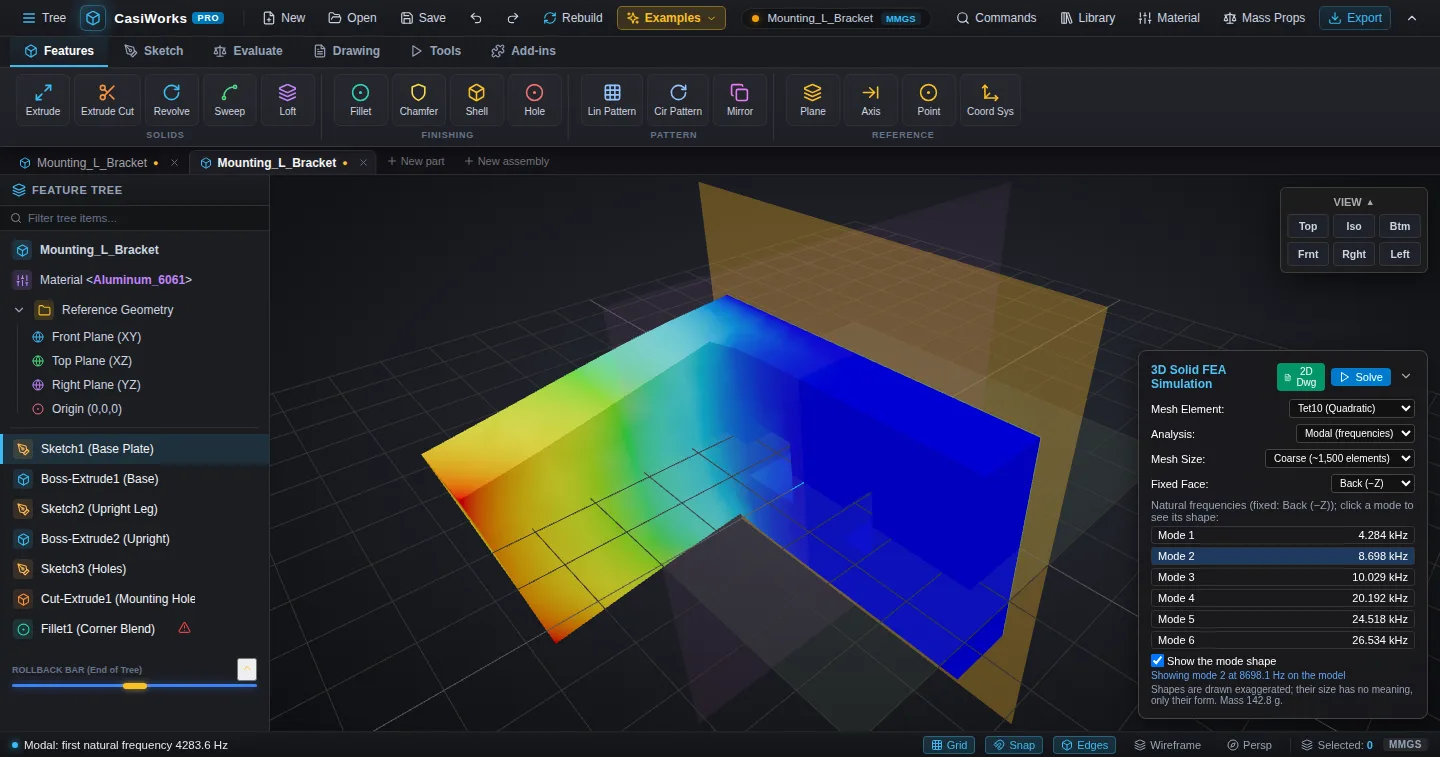 Tree CasiWorks PRO New Open Save Rebuild Examples Mounting_L_Bracket MMGS Commands Library Material Mass Props Export
Features Sketch Evaluate Drawing Tools Add-ins
Extrude Extrude Cut Revolve Sweep Loft Fillet Chamfer Shell Hole Lin Pattern Cir Pattern Mirror Plane Axis Point Coord Sys
SOLIDS FINISHING PATTERN REFERENCE
Mounting_L_Bracket Mounting_L_Bracket New part New assembly
FEATURE TREE
Filter tree items...
Mounting_L_Bracket
Material <Aluminum_6061>
Reference Geometry
Front Plane (XY)
Top Plane (XZ)
Right Plane (YZ)
Origin (0,0,0)
Sketch1 (Base Plate)
Boss-Extrude1 (Base)
Sketch2 (Upright Leg)
Boss-Extrude2 (Upright)
Sketch3 (Holes)
Cut-Extrude1 (Mounting Hole
Fillet1 (Corner Blend)
ROLLBACK BAR (End of Tree)
VIEW ▲
Top Iso Btm
Frnt Rght Left
3D Solid FEA
Simulation
2D
Dwg
Solve
Mesh Element: Tet10 (Quadratic)
Analysis: Modal (frequencies)
Mesh Size: Coarse (~1,500 elements)
Fixed Face: Back (−Z)
Natural frequencies (fixed: Back (−Z)); click a mode to
see its shape:
Mode 1 4.284 kHz
Mode 2 8.698 kHz
Mode 3 10.029 kHz
Mode 4 20.192 kHz
Mode 5 24.518 kHz
Mode 6 26.534 kHz
Show the mode shape
Showing mode 2 at 8698.1 Hz on the model
Shapes are drawn exaggerated; their size has no meaning,
only their form. Mass 142.8 g.
Modal: first natural frequency 4283.6 Hz Grid Snap Edges Wireframe Persp Selected: 0 MMGS